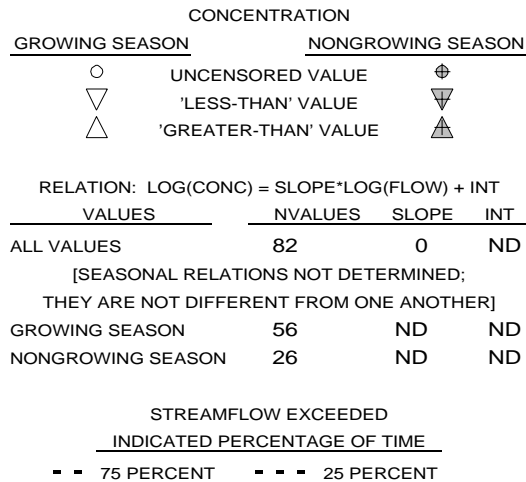 CONCENTRATION
GROWING SEASON NONGROWING SEASON
UNCENSORED VALUE
'LESS-THAN' VALUE
'GREATER-THAN' VALUE
RELATION: LOG(CONC) = SLOPE*LOG(FLOW) + INT
VALUES NVALUES SLOPE INT
ALL VALUES 82 0 ND
[SEASONAL RELATIONS NOT DETERMINED;
THEY ARE NOT DIFFERENT FROM ONE ANOTHER]
GROWING SEASON 56 ND ND
NONGROWING SEASON 26 ND ND
STREAMFLOW EXCEEDED
INDICATED PERCENTAGE OF TIME
75 PERCENT 25 PERCENT